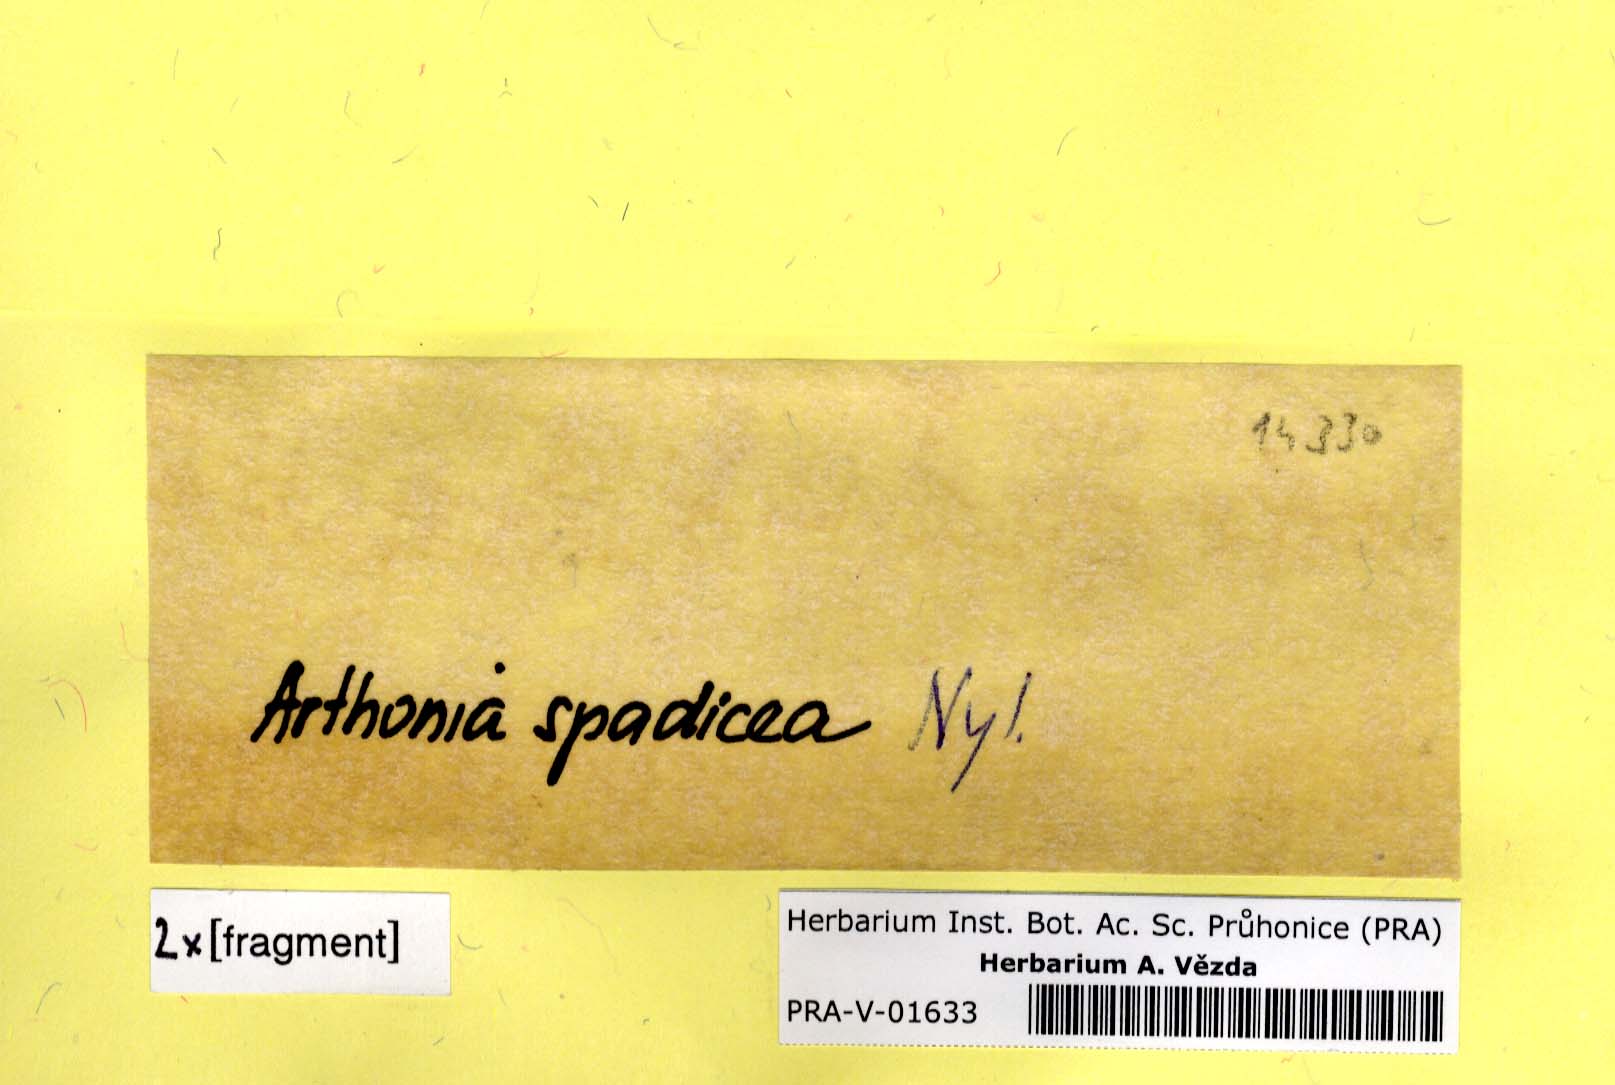 14330
Arthonia spadicea Nyl.
2x [fragment]
Herbarium Inst. Bot. Ac. Sc. Průhonice (PRA)
Herbarium A. Vězda
PRA-V-01633